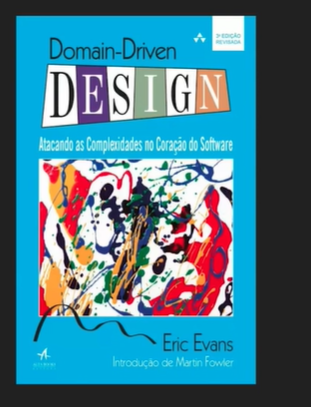 3ª EDIÇÃO
REVISADA
Domain-Driven
DESIGN
Atacando as Complexidades no Coração do Software
Eric Evans
Introdução de Martin Fowler